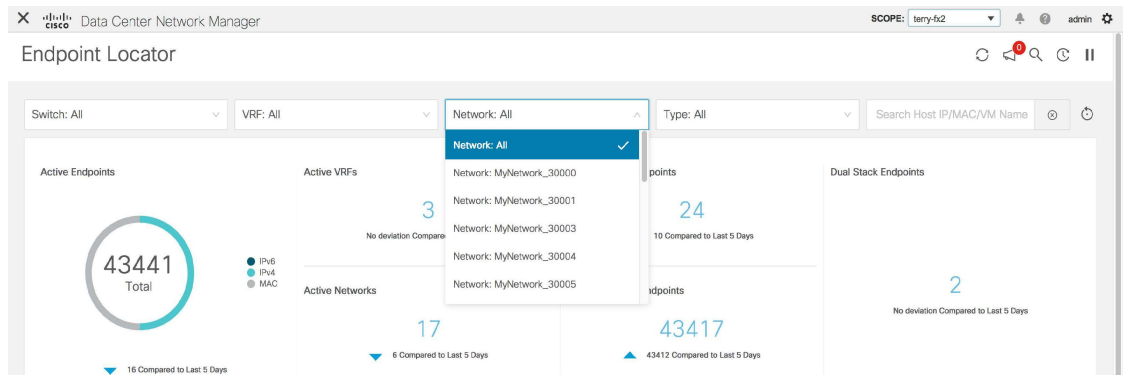 cisco Data Center Network Manager
SCOPE: terry-fx2
admin
Endpoint Locator
0
Switch: All
VRF: All
Network: All
Type: All
Search Host IP/MAC/VM Name
Network: All
Network: MyNetwork_30000
Network: MyNetwork_30001
Network: MyNetwork_30003
Network: MyNetwork_30004
Network: MyNetwork_30005
Active Endpoints
43441
Total
IPv6
IPv4
MAC
16 Compared to Last 5 Days
Active VRFs
3
No deviation Compare
Active Networks
17
6 Compared to Last 5 Days
points
24
10 Compared to Last 5 Days
ndpoints
43417
43412 Compared to Last 5 Days
Dual Stack Endpoints
2
No deviation Compared to Last 5 Days